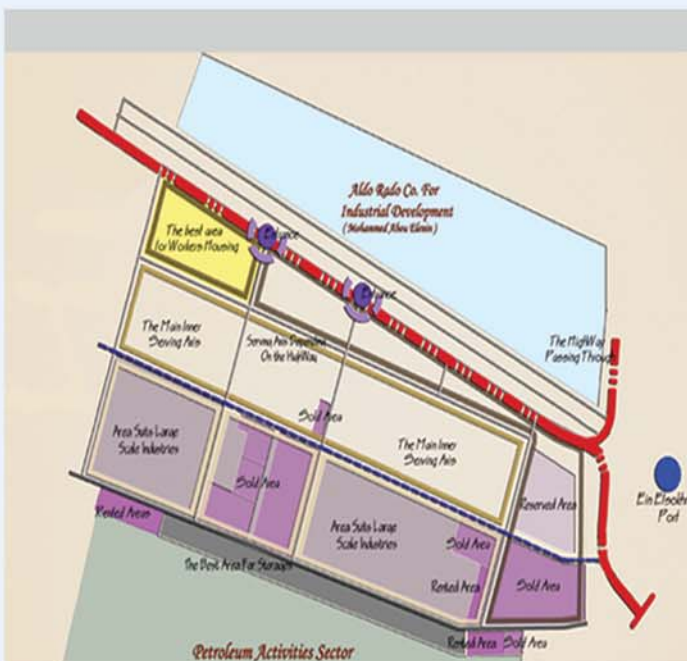 Aldo Rado Co. For
Industrial Development
( Mohammed Abou Elenin )
The best area
for Workers Housing
Entrance
Entrance
The HighWay
Passing Through
The Main Inner
Serving Axis
Serving Axis Depended
On the HighWay
Sold Area
The Main Inner
Serving Axis
Area Suits Large
Scale Industries
Sold Area
Reserved Area
Ein Elsokhna
Port
Rented Areas
Area Suits Large
Scale Industries
Sold Area
The Best Area For Storages
Rented Area
Sold Area
Rented Area
Sold Area
Petroleum Activities Sector